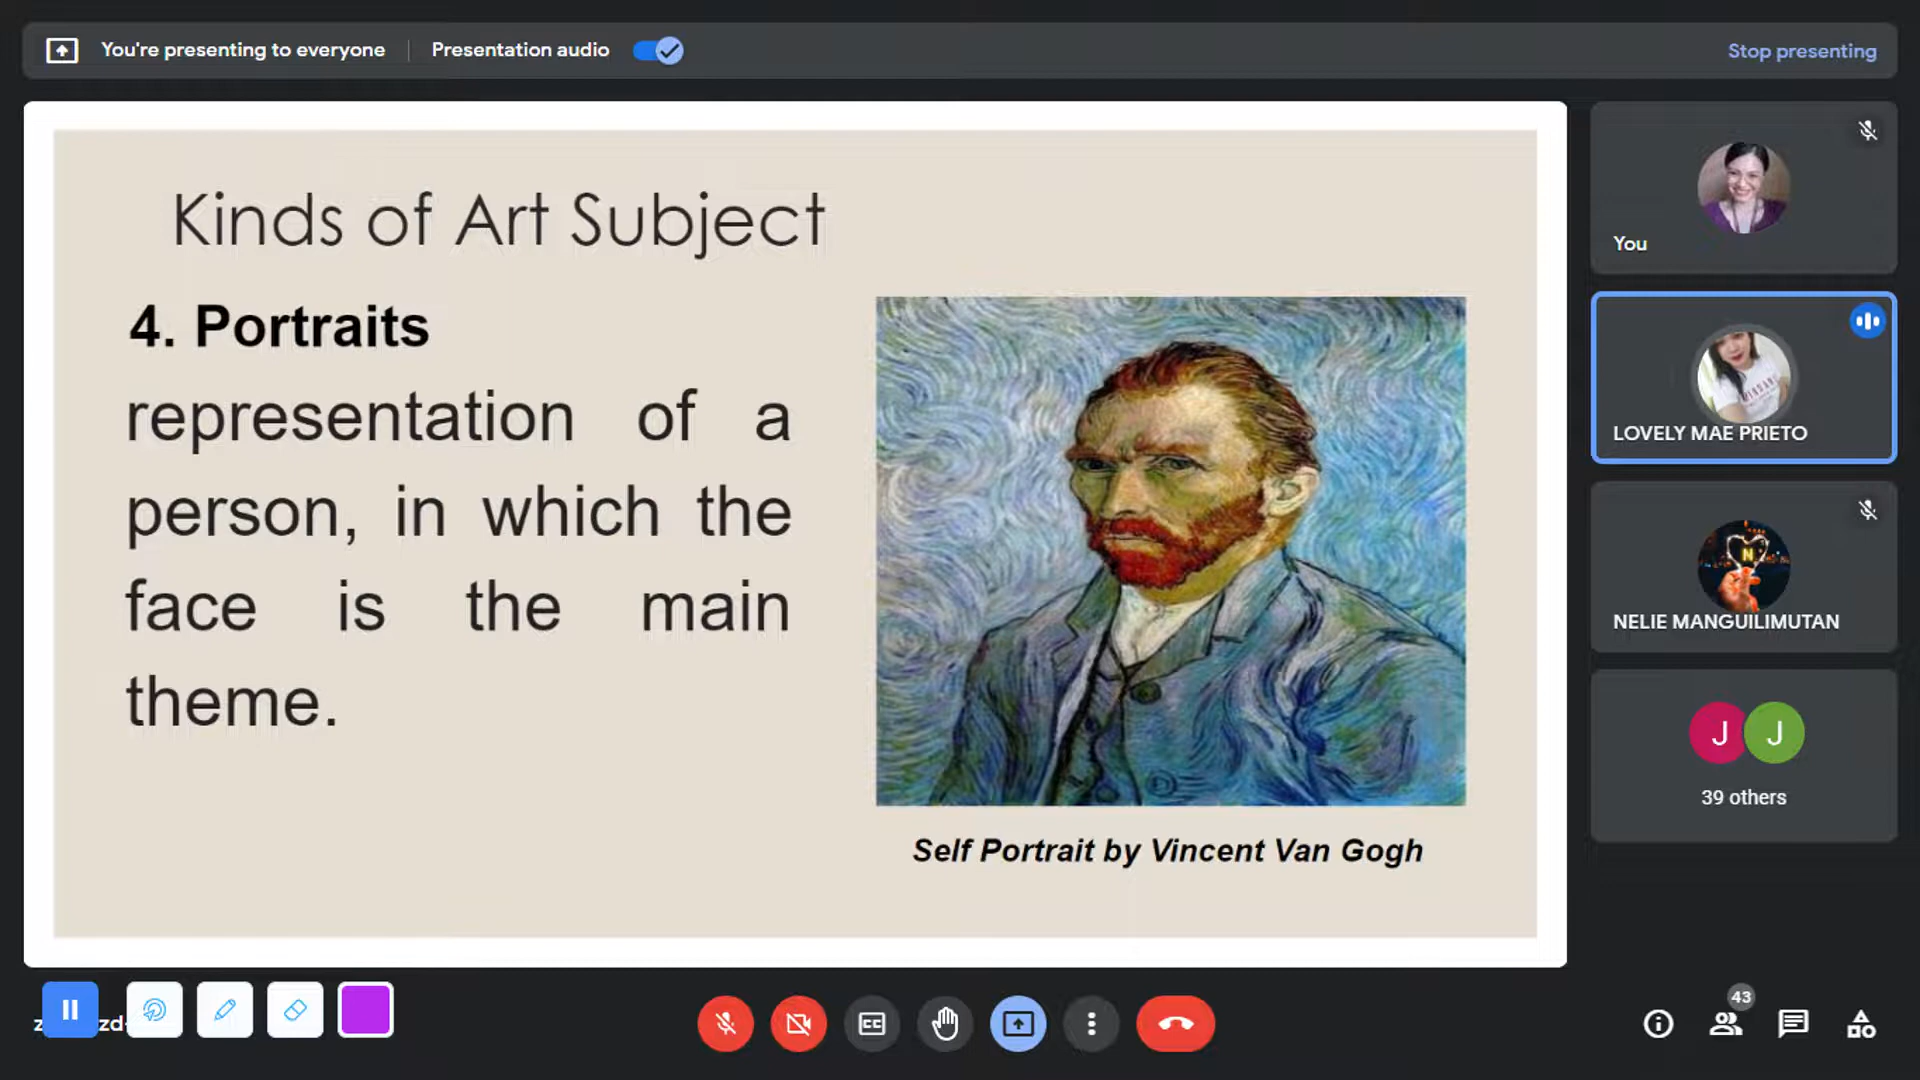 You're presenting to everyone
Presentation audio
Stop presenting
Kinds of Art Subject
4. Portraits
representation of a
person, in which the
face is the main
theme.
Self Portrait by Vincent Van Gogh
You
LOVELY MAE PRIETO
N
NELIE MANGUILIMUTAN
J J
39 others
CC
43